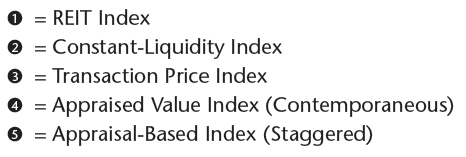 ❶ = REIT Index
❷ = Constant-Liquidity Index
❸ = Transaction Price Index
❹ = Appraised Value Index (Contemporaneous)
❺ = Appraisal-Based Index (Staggered)